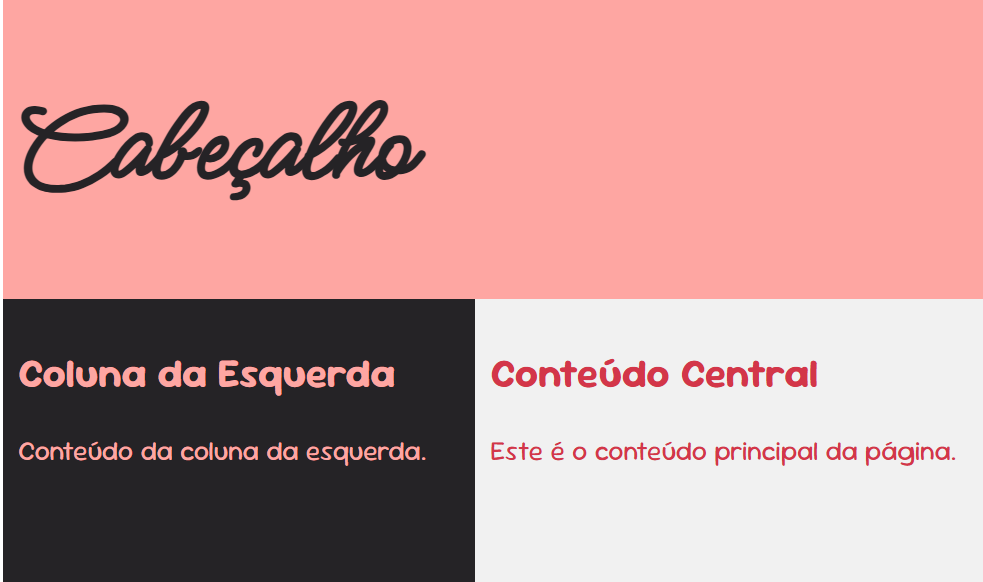 Cabeçalho
Coluna da Esquerda
Conteúdo da coluna da esquerda.
Conteúdo Central
Este é o conteúdo principal da página.